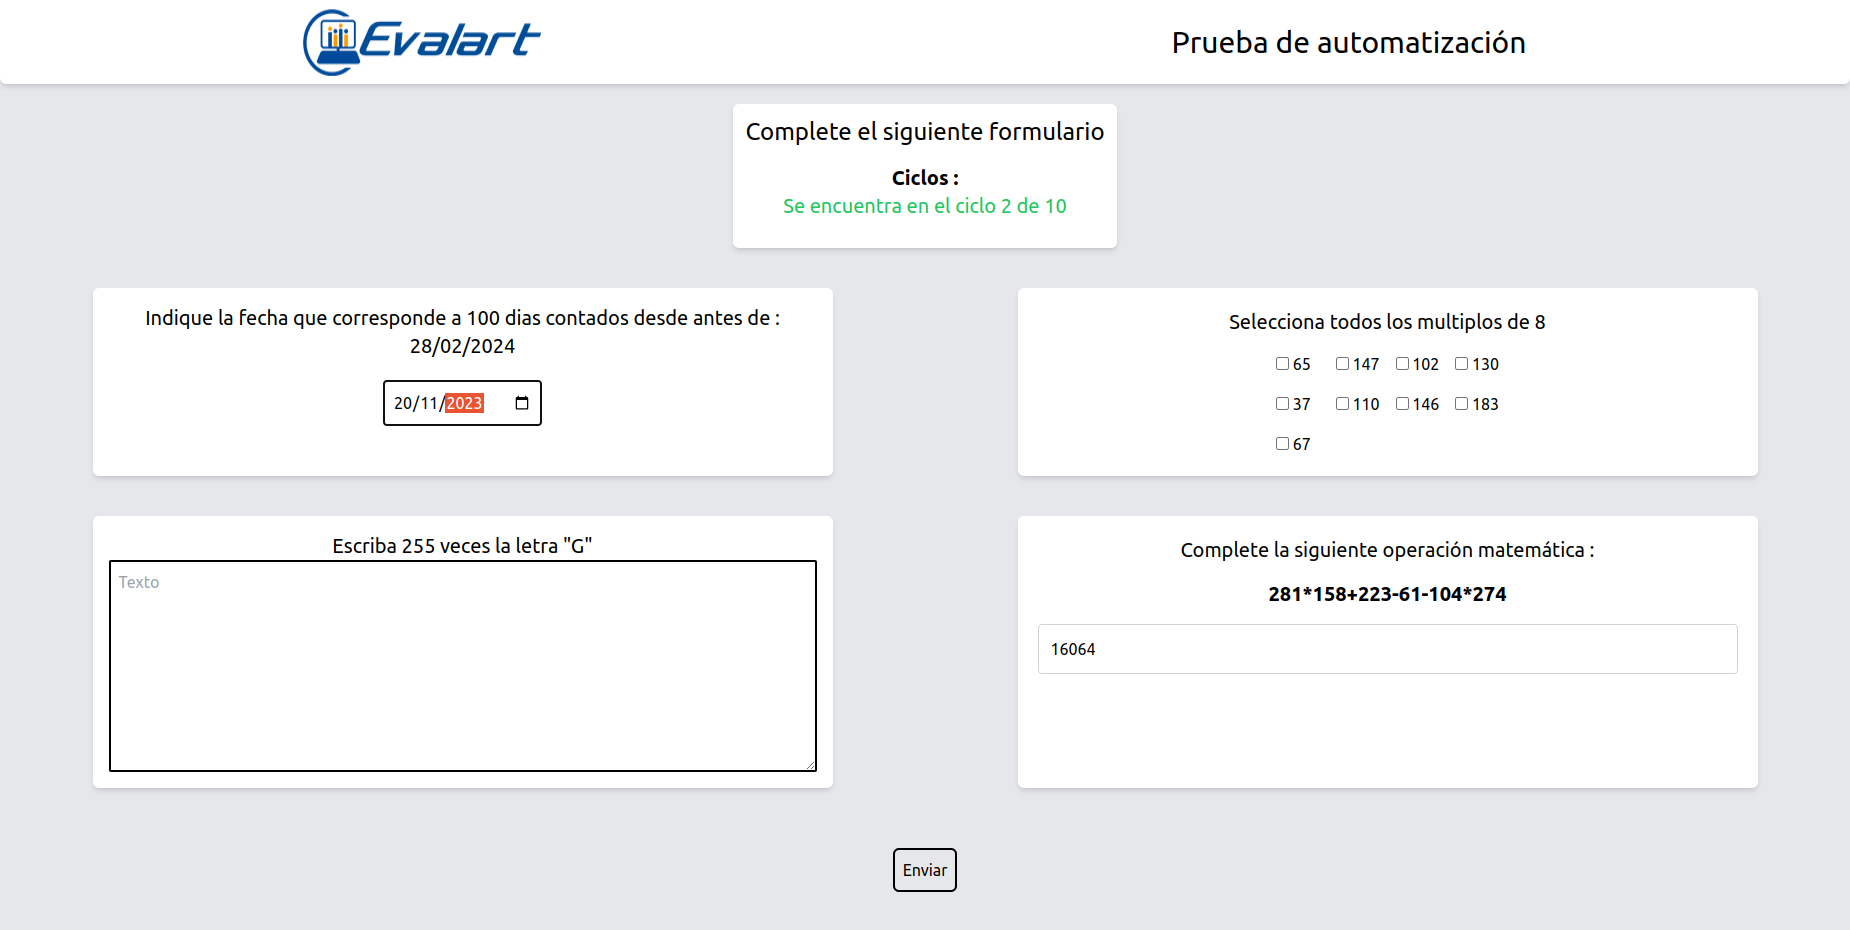 Evalart
Prueba de automatización
Complete el siguiente formulario
Ciclos :
Se encuentra en el ciclo 2 de 10
Indique la fecha que corresponde a 100 dias contados desde antes de :
28/02/2024
20/11/2023
Selecciona todos los multiplos de 8
65 147 102 130
37 110 146 183
67
Escriba 255 veces la letra "G"
Texto
Complete la siguiente operación matemática :
281*158+223-61-104*274
16064
Enviar